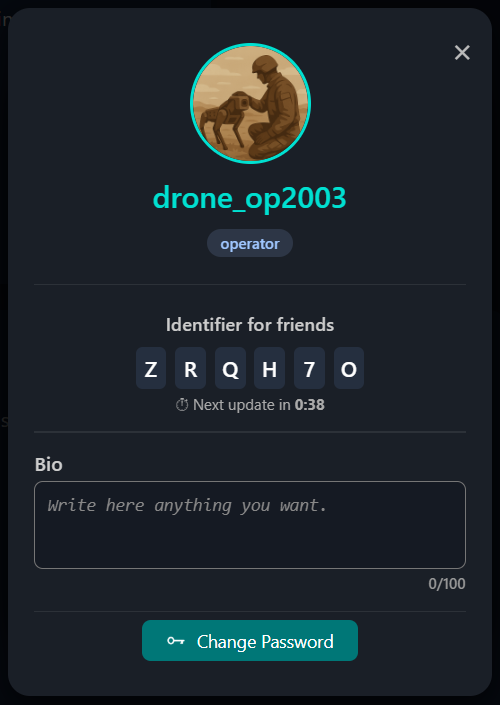 drone_op2003
operator
Identifier for friends
Z R Q H 7 O
Next update in 0:38
Bio
Write here anything you want.
0/100
Change Password